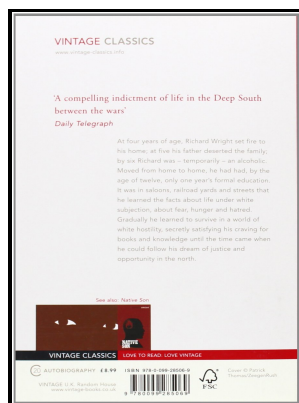 VINTAGE CLASSICS
www.vintage-classics.info
'A compelling indictment of life in the Deep South
between the wars'
Daily Telegraph
At four years of age, Richard Wright set fire to
his home; at five his father deserted the family;
by six Richard was – temporarily – an alcoholic.
Moved from home to home, he had had, by the
age of twelve, only one year's formal education.
It was in saloons, railroad yards and streets that
he learned the facts about life under white
subjection, about fear, hunger and hatred.
Gradually he learned to survive in a world of
white hostility, secretly satisfying his craving for
books and knowledge until the time came when
he could follow his dream of justice and
opportunity in the north.
See also: Native Son
NATIVE
SON
VINTAGE CLASSICS LOVE TO READ, LOVE VINTAGE
AUTOBIOGRAPHY £8.99
ISBN 978-0-099-28506-9
VINTAGE U.K. Random House
www.vintage-books.co.uk
9 780099 285069
FSC